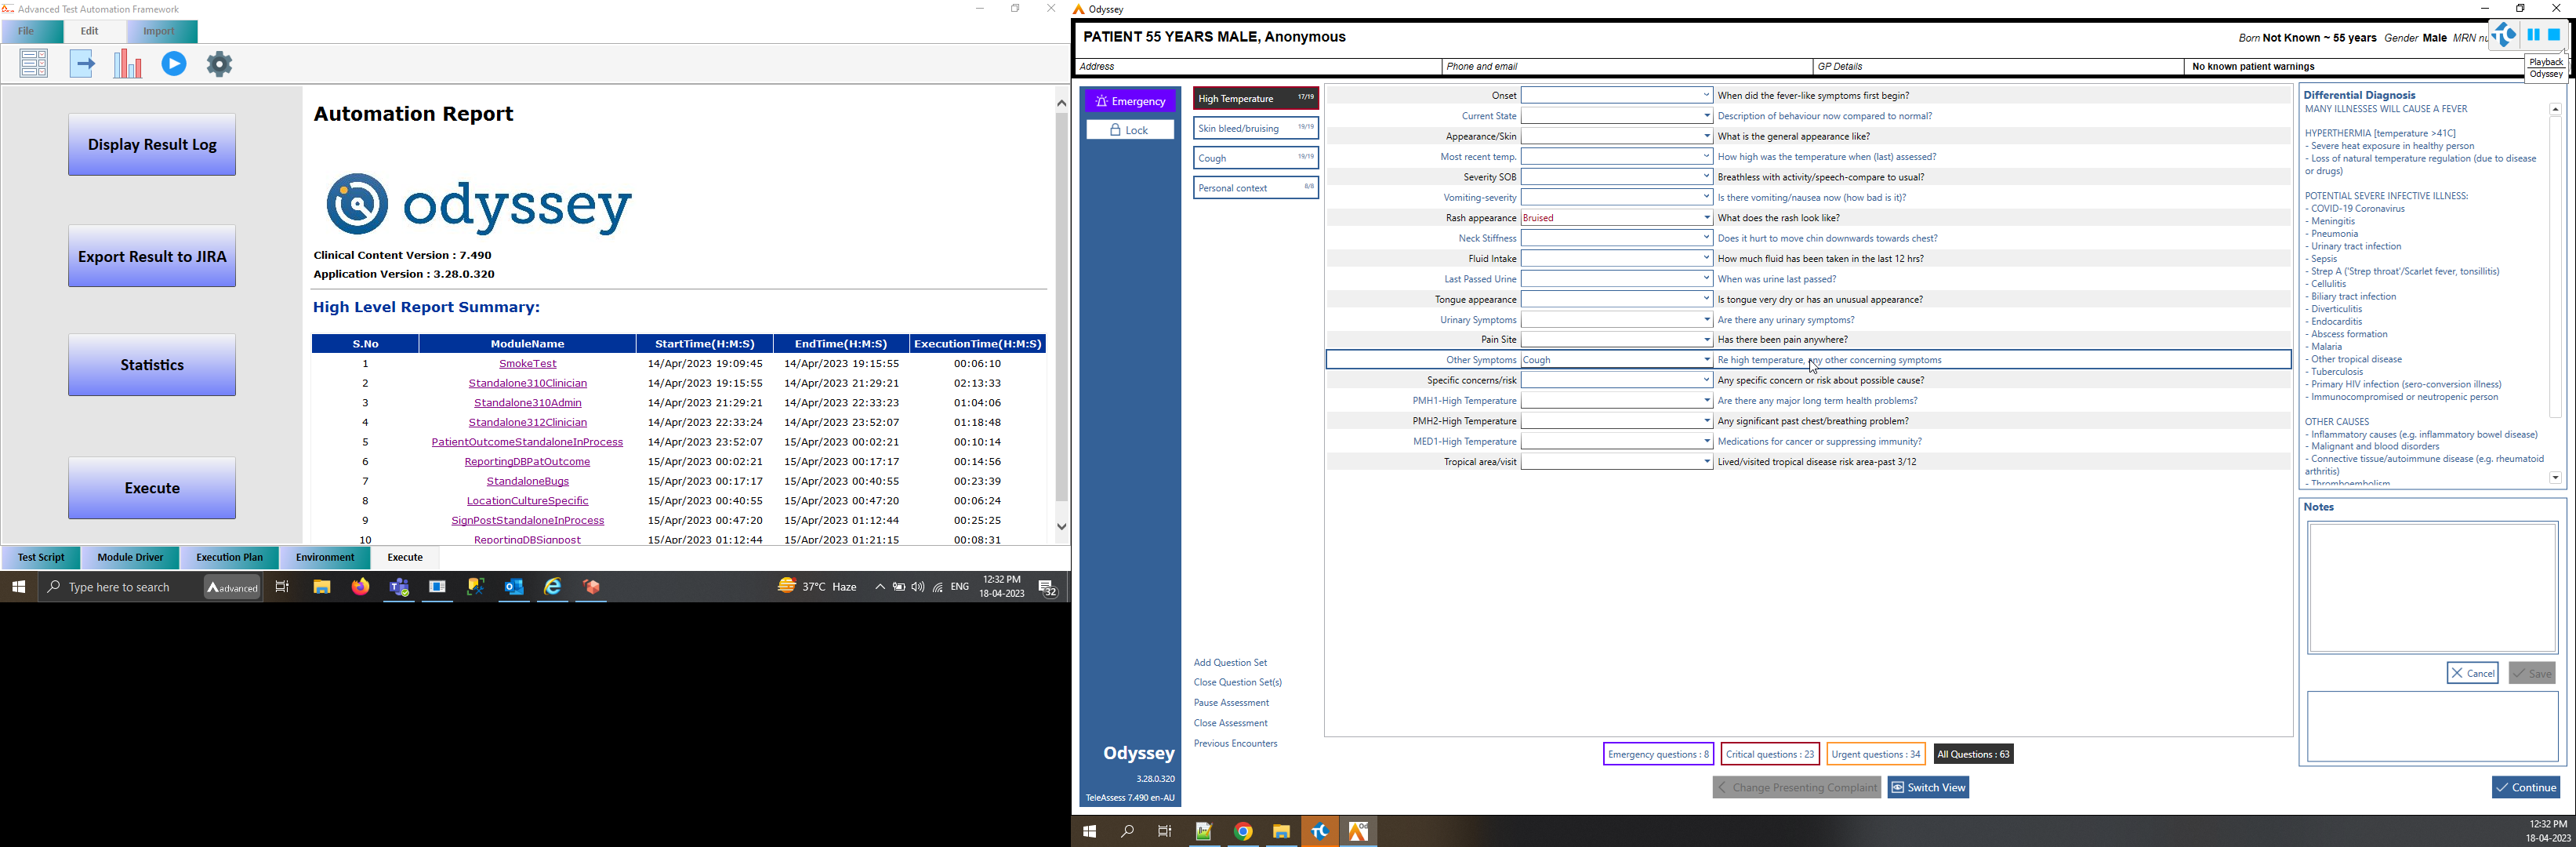 Advanced Test Automation Framework
File
Edit
Import
Display Result Log
Export Result to JIRA
Statistics
Execute
Automation Report
odyssey
Clinical Content Version : 7.490
Application Version : 3.28.0.320
High Level Report Summary:
S.No ModuleName StartTime(H:M:S) EndTime(H:M:S) ExecutionTime(H:M:S)
1 SmokeTest 14/Apr/2023 19:09:45 14/Apr/2023 19:15:55 00:06:10
2 Standalone310Clinician 14/Apr/2023 19:15:55 14/Apr/2023 21:29:21 02:13:33
3 Standalone310Admin 14/Apr/2023 21:29:21 14/Apr/2023 22:33:23 01:04:06
4 Standalone312Clinician 14/Apr/2023 22:33:24 14/Apr/2023 23:52:07 01:18:48
5 PatientOutcomeStandaloneInProcess 14/Apr/2023 23:52:07 15/Apr/2023 00:02:21 00:10:14
6 ReportingDBPatOutcome 15/Apr/2023 00:02:21 15/Apr/2023 00:17:17 00:14:56
7 StandaloneBugs 15/Apr/2023 00:17:17 15/Apr/2023 00:40:55 00:23:39
8 LocationCultureSpecific 15/Apr/2023 00:40:55 15/Apr/2023 00:47:20 00:06:24
9 SignPostStandaloneInProcess 15/Apr/2023 00:47:20 15/Apr/2023 01:12:44 00:25:25
10 ReportingDBSignpost 15/Apr/2023 01:12:44 15/Apr/2023 01:21:15 00:08:31
Test Script
Module Driver
Execution Plan
Environment
Execute
Type here to search
advanced
37°C Haze
ENG
12:32 PM
18-04-2023
32
Odyssey
PATIENT 55 YEARS MALE, Anonymous
Born Not Known ~ 55 years Gender Male MRN nu
Address
Phone and email
GP Details
No known patient warnings
Playback
Odyssey
Emergency
Lock
High Temperature 17/19
Skin bleed/bruising 19/19
Cough 19/19
Personal context 8/8
Onset When did the fever-like symptoms first begin?
Current State Description of behaviour now compared to normal?
Appearance/Skin What is the general appearance like?
Most recent temp. How high was the temperature when (last) assessed?
Severity SOB Breathless with activity/speech-compare to usual?
Vomiting-severity Is there vomiting/nausea now (how bad is it)?
Rash appearance Bruised What does the rash look like?
Neck Stiffness Does it hurt to move chin downwards towards chest?
Fluid Intake How much fluid has been taken in the last 12 hrs?
Last Passed Urine When was urine last passed?
Tongue appearance Is tongue very dry or has an unusual appearance?
Urinary Symptoms Are there any urinary symptoms?
Pain Site Has there been pain anywhere?
Other Symptoms Cough Re high temperature, any other concerning symptoms
Specific concerns/risk Any specific concern or risk about possible cause?
PMH1-High Temperature Are there any major long term health problems?
PMH2-High Temperature Any significant past chest/breathing problem?
MED1-High Temperature Medications for cancer or suppressing immunity?
Tropical area/visit Lived/visited tropical disease risk area-past 3/12
Differential Diagnosis
MANY ILLNESSES WILL CAUSE A FEVER
HYPERTHERMIA [temperature >41C]
- Severe heat exposure in healthy person
- Loss of natural temperature regulation (due to disease
or drugs)
POTENTIAL SEVERE INFECTIVE ILLNESS:
- COVID-19 Coronavirus
- Meningitis
- Pneumonia
- Urinary tract infection
- Sepsis
- Strep A ('Strep throat'/Scarlet fever, tonsillitis)
- Cellulitis
- Biliary tract infection
- Diverticulitis
- Endocarditis
- Abscess formation
- Malaria
- Other tropical disease
- Tuberculosis
- Primary HIV infection (sero-conversion illness)
- Immunocompromised or neutropenic person
OTHER CAUSES
- Inflammatory causes (e.g. inflammatory bowel disease)
- Malignant and blood disorders
- Connective tissue/autoimmune disease (e.g. rheumatoid
arthritis)
- Thromboembolism
Notes
Cancel
Save
Add Question Set
Close Question Set(s)
Pause Assessment
Close Assessment
Previous Encounters
Odyssey
3.28.0.320
TeleAssess 7.490 en-AU
Emergency questions : 8
Critical questions : 23
Urgent questions : 34
All Questions : 63
Change Presenting Complaint
Switch View
Continue
12:32 PM
18-04-2023